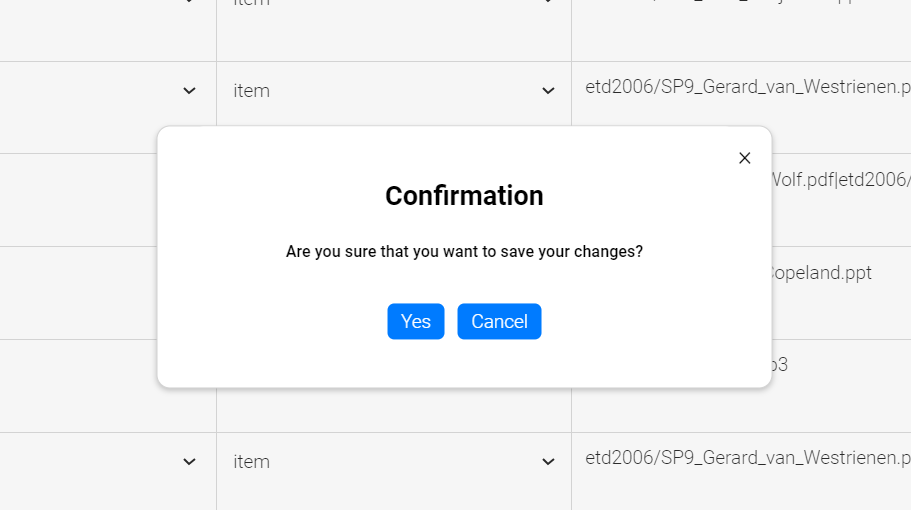 item
item
etd2006/SP9_Gerard_van_Westrienen.p
Wolf.pdf|etd2006/
Confirmation
Are you sure that you want to save your changes?
Copeland.ppt
Yes
Cancel
p3
item
etd2006/SP9_Gerard_van_Westrienen.p